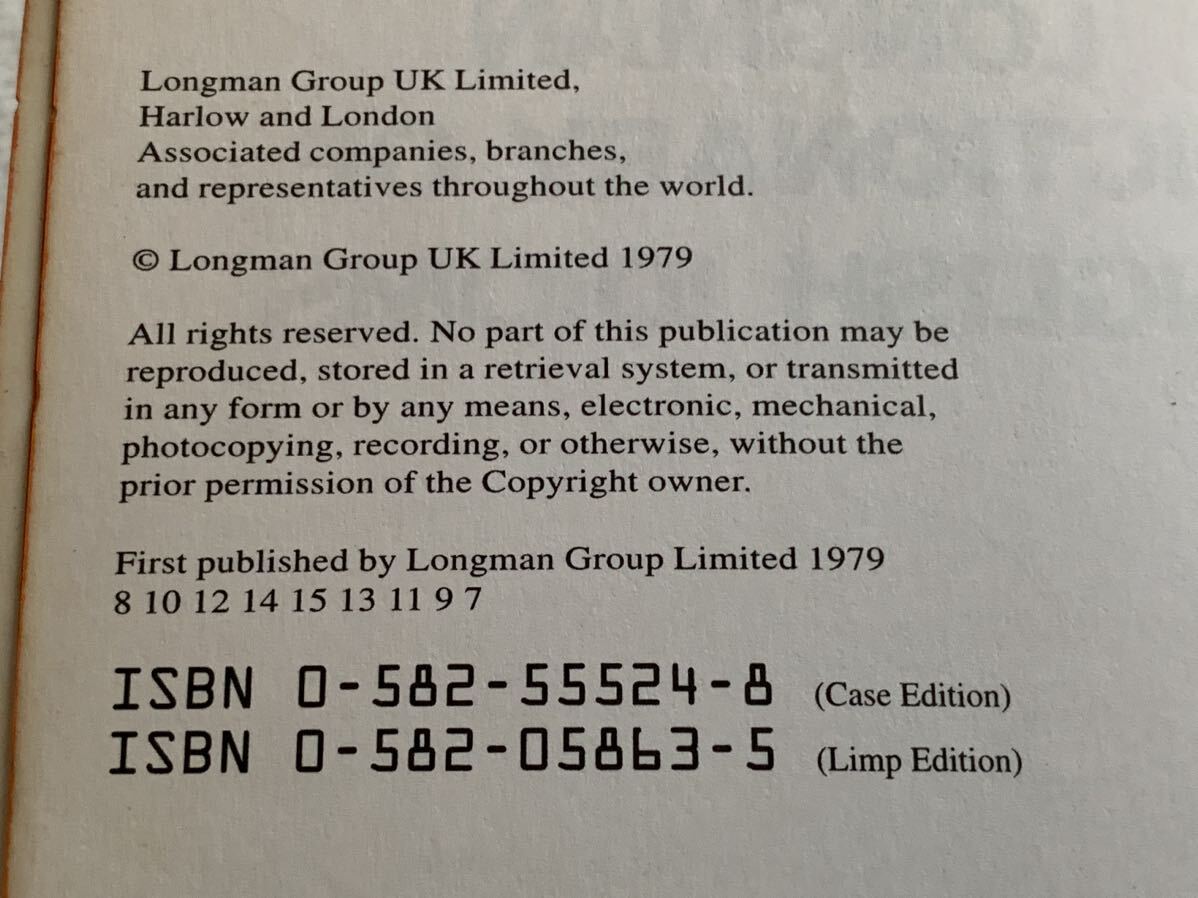 Longman Group UK Limited,
Harlow and London
Associated companies, branches,
and representatives throughout the world.
© Longman Group UK Limited 1979
All rights reserved. No part of this publication may be
reproduced, stored in a retrieval system, or transmitted
in any form or by any means, electronic, mechanical,
photocopying, recording, or otherwise, without the
prior permission of the Copyright owner.
First published by Longman Group Limited 1979
8 10 12 14 15 13 11 9 7
ISBN 0-582-55524-8 (Case Edition)
ISBN 0-582-05863-5 (Limp Edition)